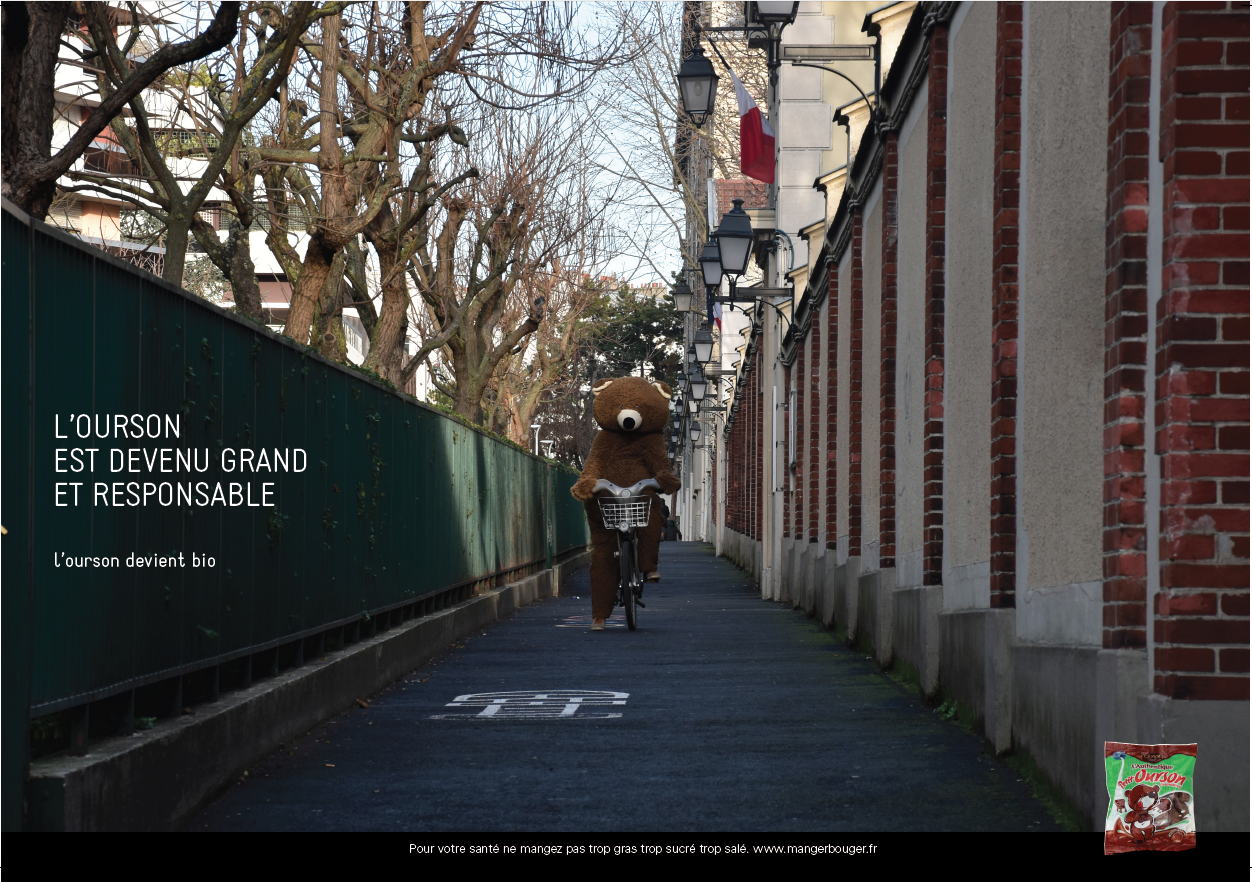 L'OURSON
EST DEVENU GRAND
ET RESPONSABLE
l'ourson devient bio
L'Authentique
Petit Ourson
Pour votre santé ne mangez pas trop gras trop sucré trop salé. www.mangerbouger.fr